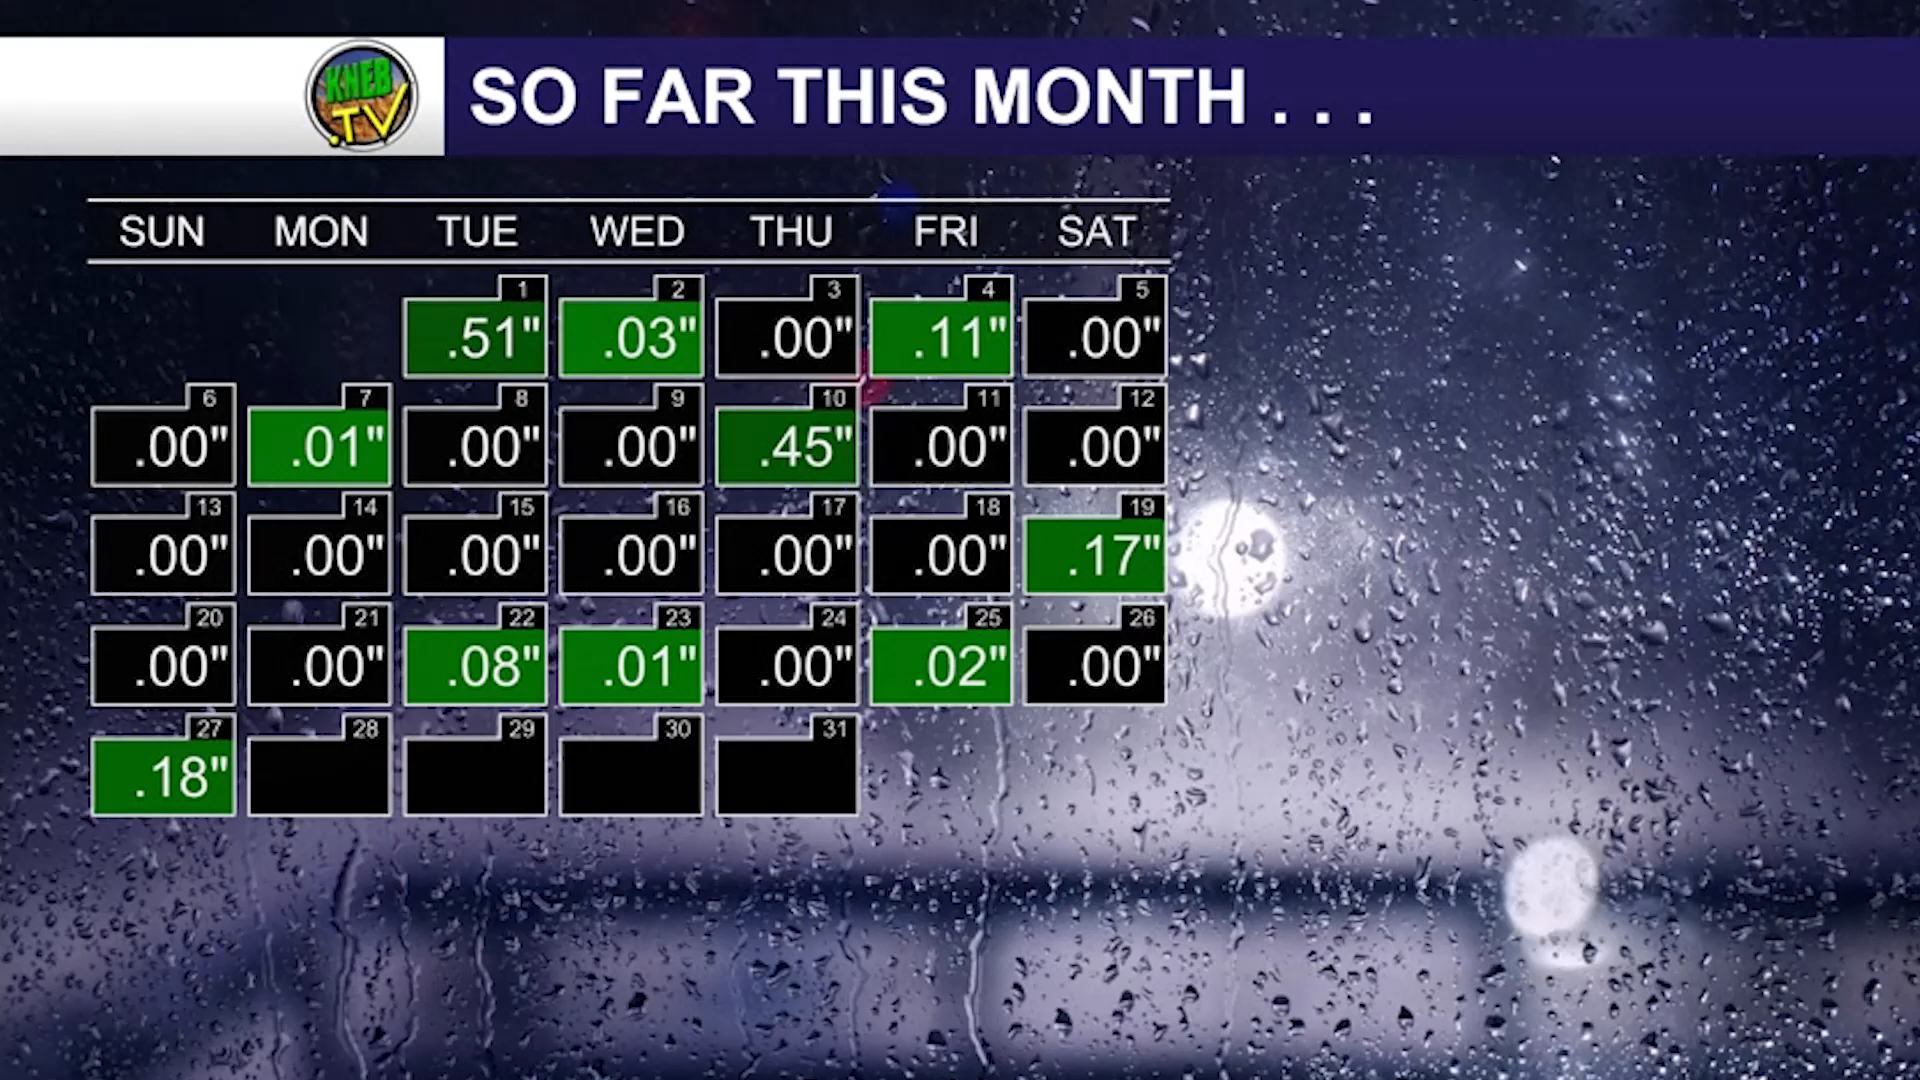 KNEB
.TV
SO FAR THIS MONTH . . .
SUN MON TUE WED THU FRI SAT
1 2 3 4 5
.51" .03" .00" .11" .00"
6 7 8 9 10 11 12
.00" .01" .00" .00" .45" .00" .00"
13 14 15 16 17 18 19
.00" .00" .00" .00" .00" .00" .17"
20 21 22 23 24 25 26
.00" .00" .08" .01" .00" .02" .00"
27 28 29 30 31
.18"